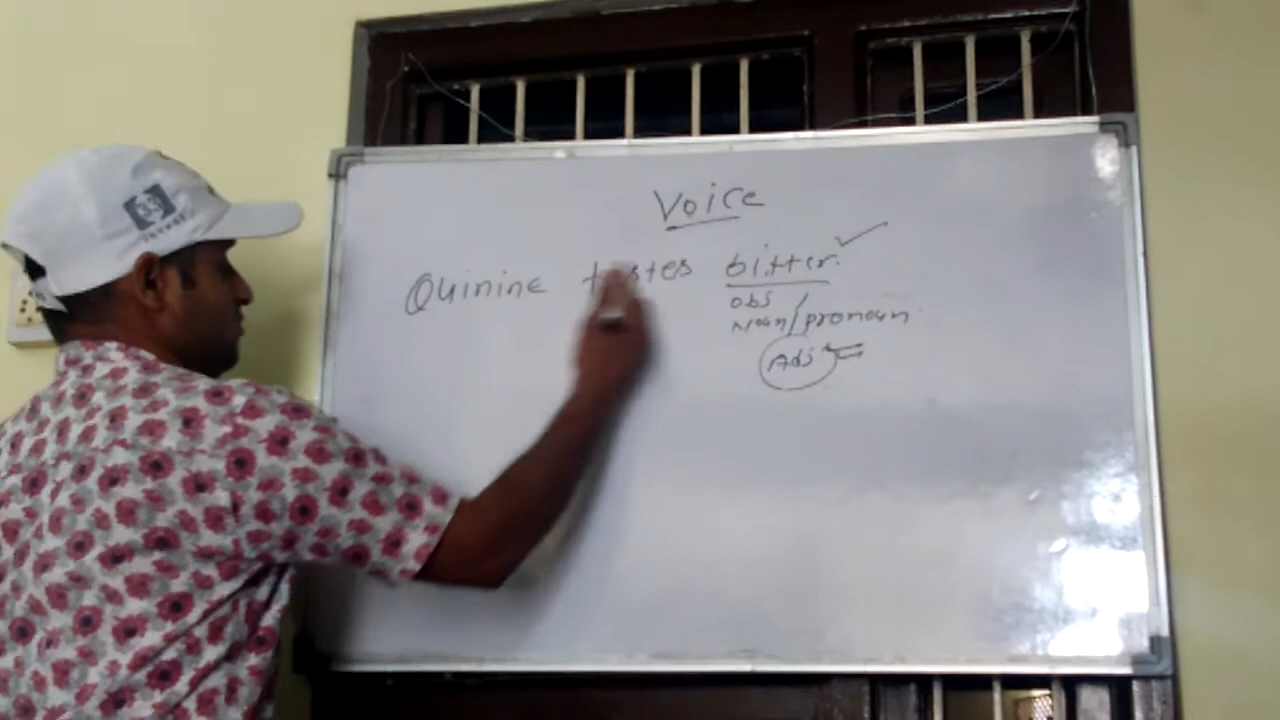 Voice
Quinine tastes bitter.
obj
Noun/pronoun
Adj